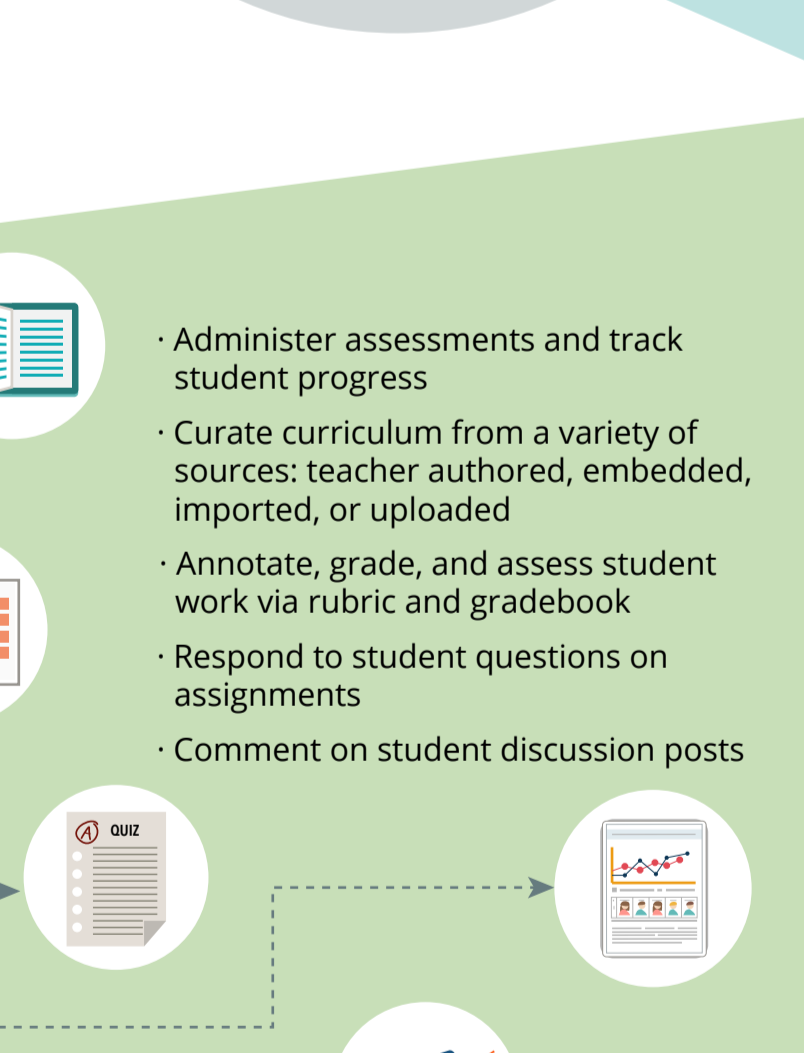 · Administer assessments and track
student progress
· Curate curriculum from a variety of
sources: teacher authored, embedded,
imported, or uploaded
· Annotate, grade, and assess student
work via rubric and gradebook
· Respond to student questions on
assignments
· Comment on student discussion posts
A QUIZ